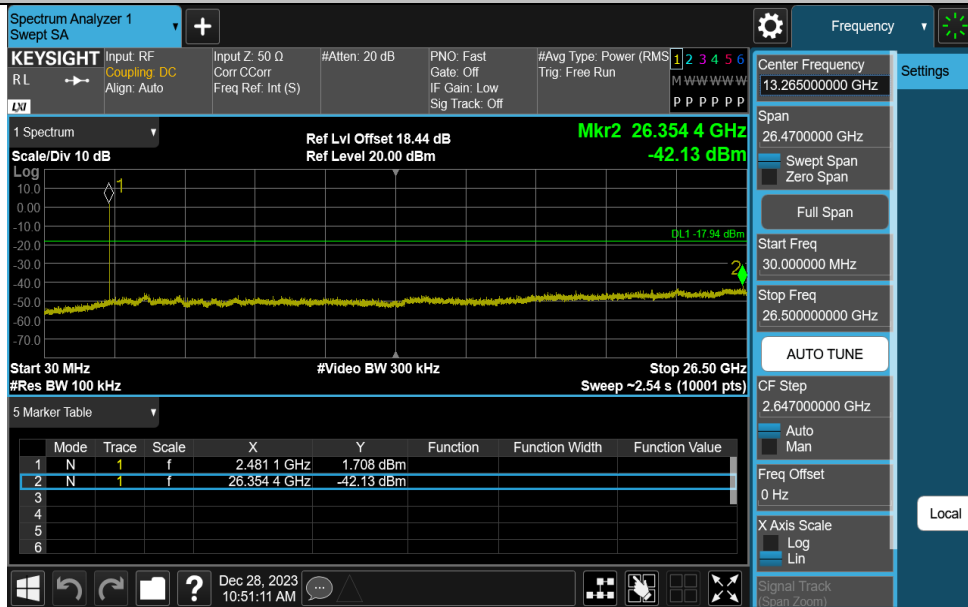 Spectrum Analyzer 1
Swept SA
+
Frequency
KEYSIGHT
RL
LXI
Input: RF
Coupling: DC
Align: Auto
Input Z: 50 Ω
Corr CCorr
Freq Ref: Int (S)
#Atten: 20 dB
PNO: Fast
Gate: Off
IF Gain: Low
Sig Track: Off
#Avg Type: Power (RMS
Trig: Free Run
1 2 3 4 5 6
M W W W W W
P P P P P P
1 Spectrum
Scale/Div 10 dB
Ref Lvl Offset 18.44 dB
Ref Level 20.00 dBm
Mkr2 26.354 4 GHz
-42.13 dBm
Log
10.0
0.00
-10.0
-20.0
-30.0
-40.0
-50.0
-60.0
-70.0
1
DL1 -17.94 dBm
2
Start 30 MHz
#Res BW 100 kHz
#Video BW 300 kHz
Stop 26.50 GHz
Sweep ~2.54 s (10001 pts)
5 Marker Table
Mode Trace Scale X Y Function Function Width Function Value
1 N 1 f 2.481 1 GHz 1.708 dBm
2 N 1 f 26.354 4 GHz -42.13 dBm
3
4
5
6
?
Dec 28, 2023
10:51:11 AM
Center Frequency
13.265000000 GHz
Span
26.4700000 GHz
Swept Span
Zero Span
Full Span
Start Freq
30.000000 MHz
Stop Freq
26.500000000 GHz
AUTO TUNE
CF Step
2.647000000 GHz
Auto
Man
Freq Offset
0 Hz
X Axis Scale
Log
Lin
Signal Track
(Span Zoom)
Settings
Local